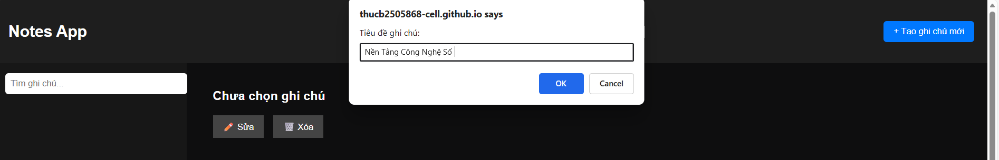 thucb2505868-cell.github.io says
Notes App
Tiêu đề ghi chú:
+ Tạo ghi chú mới
Nền Tảng Công Nghệ Số
OK
Cancel
Tìm ghi chú...
Chưa chọn ghi chú
Sửa
Xóa